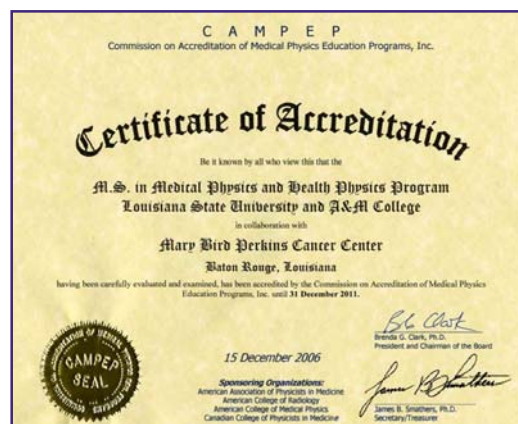 C A M P E P
Commission on Accreditation of Medical Physics Education Programs, Inc.
Certificate of Accreditation
Be it known by all who view this that the
M.S. in Medical Physics and Health Physics Program
Louisiana State University and A&M College
in collaboration with
Mary Bird Perkins Cancer Center
Baton Rouge, Louisiana
having been carefully evaluated and examined, has been accredited by the Commission on Accreditation of Medical Physics
Education Programs, Inc. until 31 December 2011.
Brenda G. Clark, Ph.D.
President and Chairman of the Board
15 December 2006
CAMPEP
SEAL
Sponsoring Organizations:
American Association of Physicists in Medicine
American College of Radiology
American College of Medical Physics
Canadian College of Physicists in Medicine
James B. Smathers, Ph.D.
Secretary/Treasurer